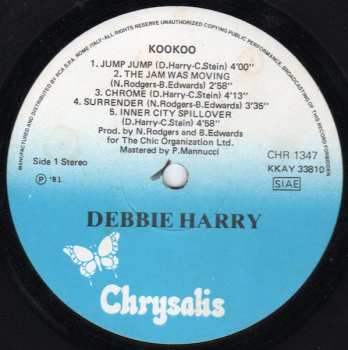 MANUFACTURED AND DISTRIBUTED BY RCA S.P.A. ROME ITALY - ALL RIGHTS RESERVED UNAUTHORIZED COPYING PUBLIC PERFORMANCE, BROADCASTING OF THIS RECORD FORBIDDEN
KOOKOO
1. JUMP JUMP (D.Harry-C.Stein) 4'00"
2. THE JAM WAS MOVING
(N.Rodgers-B.Edwards) 2'58"
3. CHROME (D.Harry-C.Stein) 4'13"
4. SURRENDER (N.Rodgers-B.Edwards) 3'35"
5. INNER CITY SPILLOVER
(D.Harry-C.Stein) 4'58"
Prod. by N.Rodgers and B.Edwards
for The Chic Organization Ltd.
Mastered by P.Mannucci
Side 1 Stereo
CHR 1347
KKAY 33810
℗ '81
SIAE
DEBBIE HARRY
Chrysalis